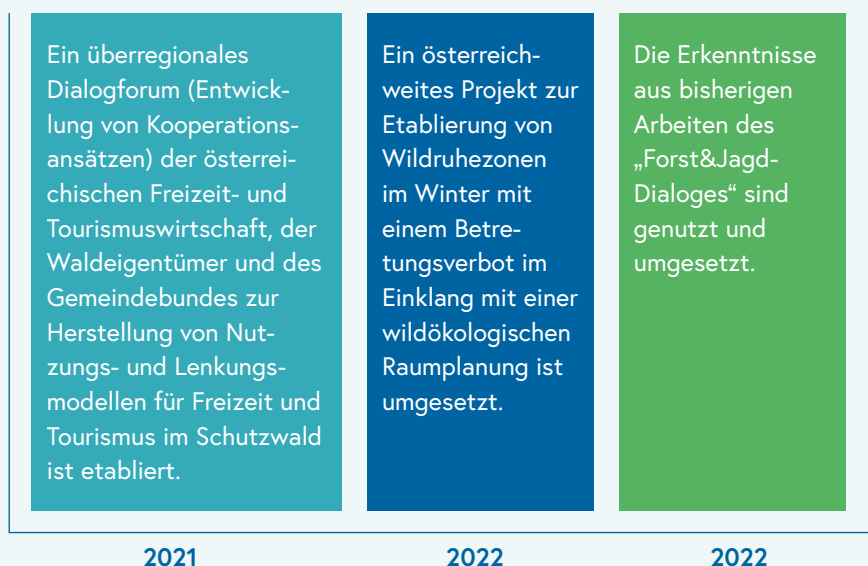 Ein überregionales
Dialogforum (Entwick-
lung von Kooperations-
ansätzen) der österrei-
chischen Freizeit- und
Tourismuswirtschaft, der
Waldeigentümer und des
Gemeindebundes zur
Herstellung von Nut-
zungs- und Lenkungs-
modellen für Freizeit und
Tourismus im Schutzwald
ist etabliert.
Ein österreich-
weites Projekt zur
Etablierung von
Wildruhezonen
im Winter mit
einem Betre-
tungsverbot im
Einklang mit einer
wildökologischen
Raumplanung ist
umgesetzt.
Die Erkenntnisse
aus bisherigen
Arbeiten des
„Forst&Jagd-
Dialoges“ sind
genutzt und
umgesetzt.
2021
2022
2022